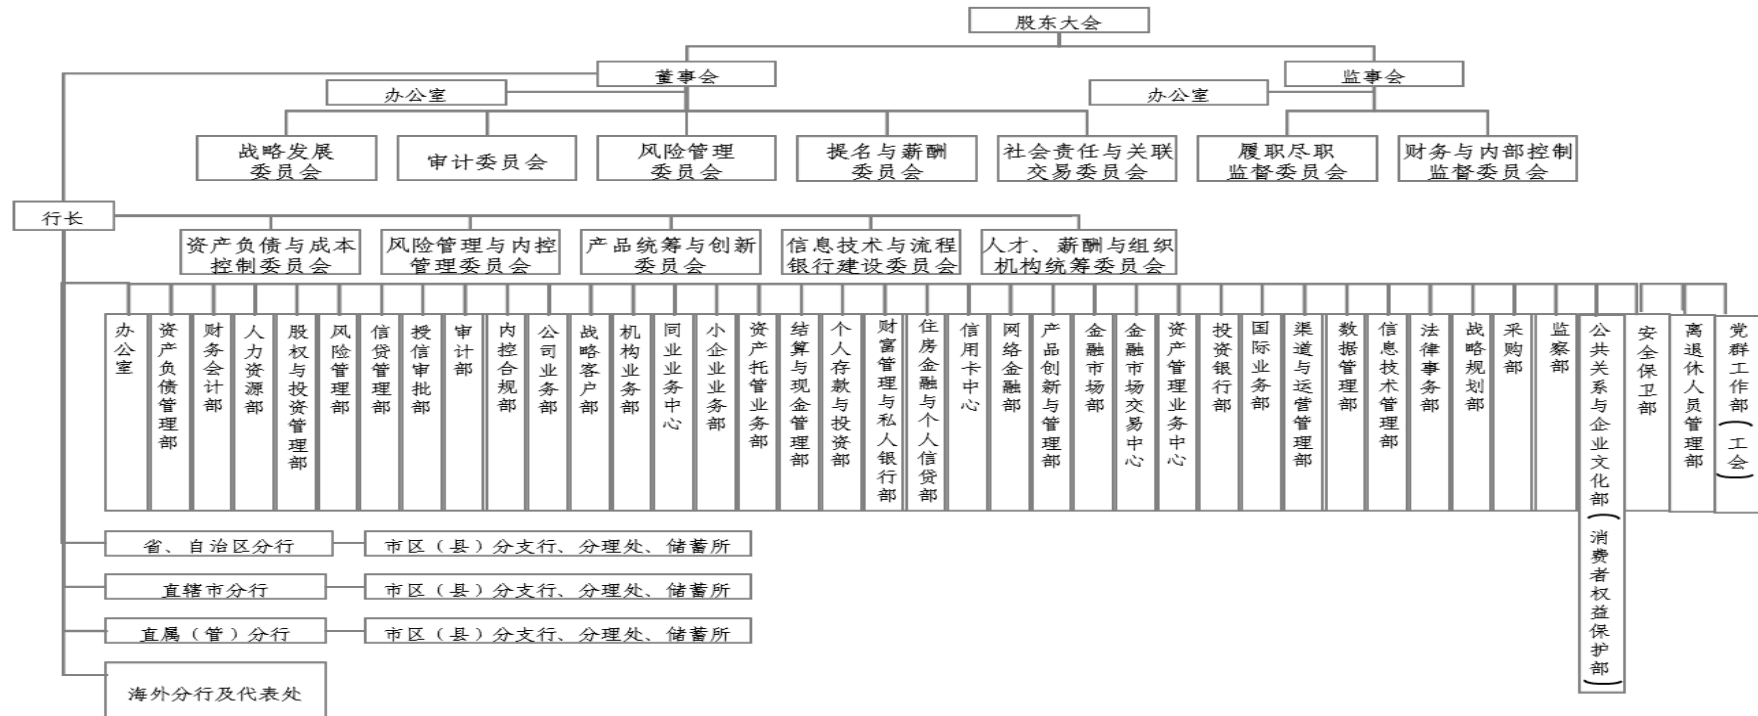 股东大会
董事会
监事会
办公室
办公室
战略发展
委员会
审计委员会
风险管理
委员会
提名与薪酬
委员会
社会责任与关联
交易委员会
履职尽职
监督委员会
财务与内部控制
监督委员会
行长
资产负债与成本
控制委员会
风险管理与内控
管理委员会
产品统筹与创新
委员会
信息技术与流程
银行建设委员会
人才、薪酬与组织
机构统筹委员会
办公室
资产负债管理部
财务会计部
人力资源部
股权与投资管理部
风险管理部
信贷管理部
授信审批部
审计部
内控合规部
公司业务部
战略客户部
机构业务部
同业业务中心
小企业业务部
资产托管业务部
结算与现金管理部
个人存款与投资部
财富管理与私人银行部
住房金融与个人信贷部
信用卡中心
网络金融部
产品创新与管理部
金融市场部
金融市场交易中心
资产管理业务中心
投资银行部
国际业务部
渠道与运营管理部
数据管理部
信息技术管理部
法律事务部
战略规划部
采购部
监察部
公共关系与企业文化部(消费者权益保护部)
安全保卫部
离退休人员管理部
党群工作部(工会)
省、自治区分行
市区（县）分支行、分理处、储蓄所
直辖市分行
市区（县）分支行、分理处、储蓄所
直属（管）分行
市区（县）分支行、分理处、储蓄所
海外分行及代表处